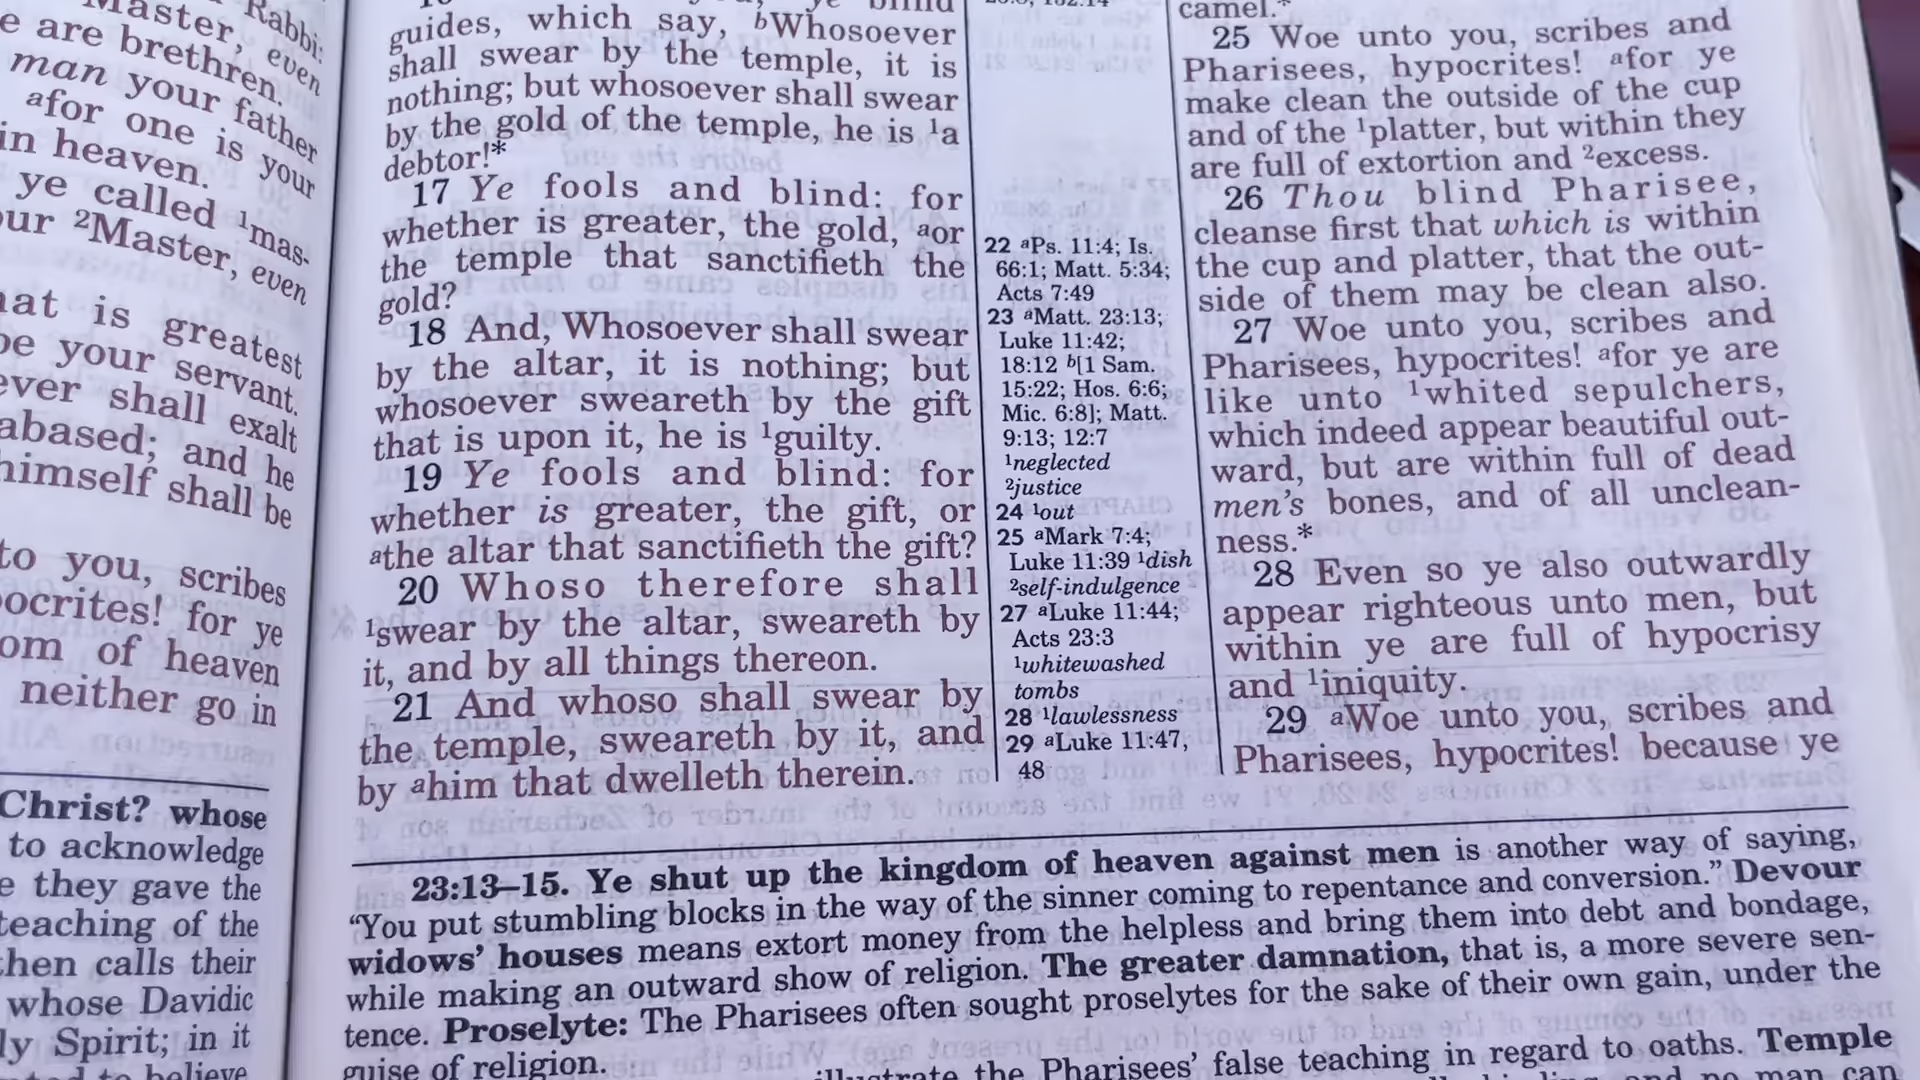 Master, even
Rabbi:
e are brethren.
man your father
afor one is your
in heaven.
ye called 1mas-
our 2Master, even
hat is greatest
be your servant.
ever shall exalt
abased; and he
himself shall be
to you, scribes
pocrites! for ye
om of heaven
neither go in
Christ? whose
to acknowledge
e they gave the
teaching of the
then calls their
whose Davidic
ly Spirit; in it
believe
guides, which say, bWhosoever
shall swear by the temple, it is
nothing; but whosoever shall swear
by the gold of the temple, he is 1a
debtor!*
17 Ye fools and blind: for
whether is greater, the gold, aor
the temple that sanctifieth the
gold?
18 And, Whosoever shall swear
by the altar, it is nothing; but
whosoever sweareth by the gift
that is upon it, he is 1guilty.
19 Ye fools and blind: for
whether is greater, the gift, or
athe altar that sanctifieth the gift?
20 Whoso therefore shall
1swear by the altar, sweareth by
it, and by all things thereon.
21 And whoso shall swear by
the temple, sweareth by it, and
by ahim that dwelleth therein.
22 aPs. 11:4; Is.
66:1; Matt. 5:34;
Acts 7:49
23 aMatt. 23:13;
Luke 11:42;
18:12 b[1 Sam.
15:22; Hos. 6:6;
Mic. 6:8]; Matt.
9:13; 12:7
1neglected
2justice
24 1out
25 aMark 7:4;
Luke 11:39 1dish
2self-indulgence
27 aLuke 11:44;
Acts 23:3
1whitewashed
tombs
28 1lawlessness
29 aLuke 11:47,
48
camel.*
25 Woe unto you, scribes and
Pharisees, hypocrites! afor ye
make clean the outside of the cup
and of the 1platter, but within they
are full of extortion and 2excess.
26 Thou blind Pharisee,
cleanse first that which is within
the cup and platter, that the out-
side of them may be clean also.
27 Woe unto you, scribes and
Pharisees, hypocrites! afor ye are
like unto 1whited sepulchers,
which indeed appear beautiful out-
ward, but are within full of dead
men's bones, and of all unclean-
ness.*
28 Even so ye also outwardly
appear righteous unto men, but
within ye are full of hypocrisy
and 1iniquity.
29 aWoe unto you, scribes and
Pharisees, hypocrites! because ye
23:13–15. Ye shut up the kingdom of heaven against men is another way of saying,
“You put stumbling blocks in the way of the sinner coming to repentance and conversion.” Devour
widows’ houses means extort money from the helpless and bring them into debt and bondage,
while making an outward show of religion. The greater damnation, that is, a more severe sen-
tence. Proselyte: The Pharisees often sought proselytes for the sake of their own gain, under the
guise of religion.
illustrate the Pharisees’ false teaching in regard to oaths. Temple
and no man can